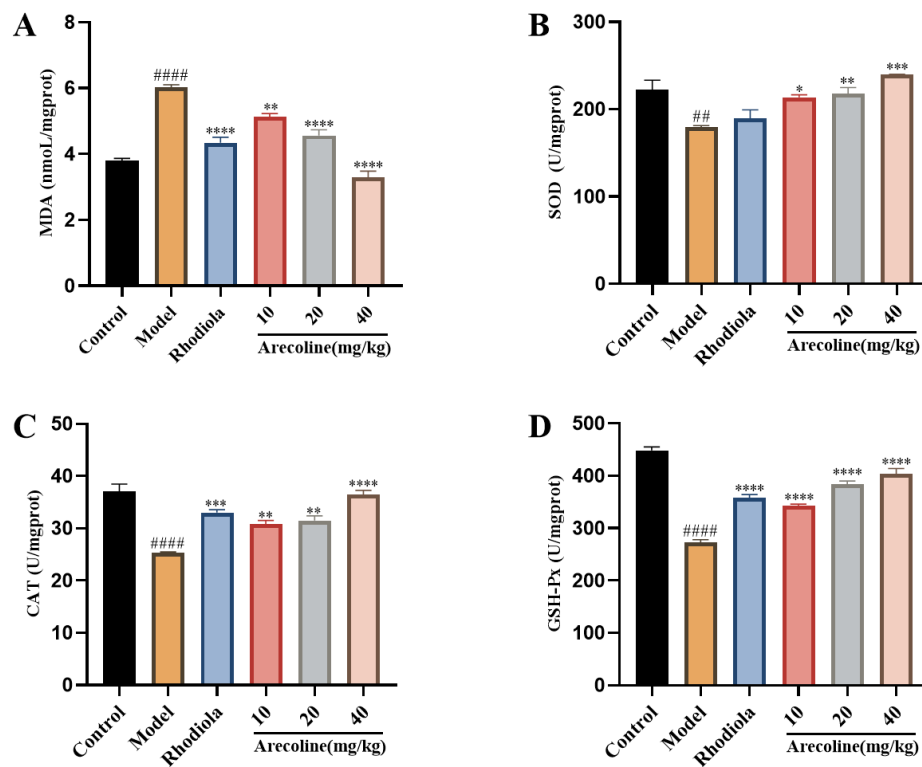 A
MDA (nmoL/mgprot)
8
6
4
2
0
####
****
**
****
****
Control
Model
Rhodiola
10
20
40
Arecoline(mg/kg)
B
SOD (U/mgprot)
300
200
100
0
##
*
**
***
Control
Model
Rhodiola
10
20
40
Arecoline(mg/kg)
C
CAT (U/mgprot)
50
40
30
20
10
0
####
***
**
**
****
Control
Model
Rhodiola
10
20
40
Arecoline(mg/kg)
D
GSH-Px (U/mgprot)
500
400
300
200
100
0
####
****
****
****
****
Control
Model
Rhodiola
10
20
40
Arecoline(mg/kg)